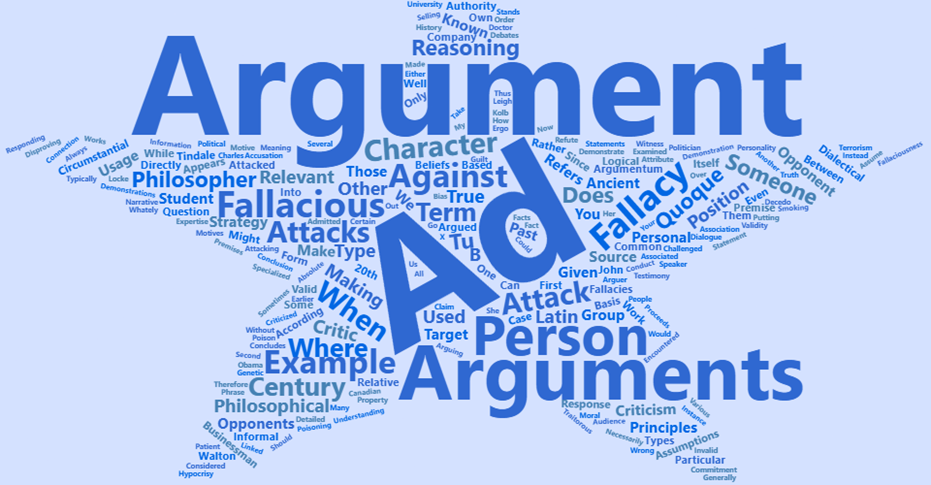 University Authority Stands
Selling Known Own Order
History Doctor
Company Debates
Reasoning
Argument
Made
Either
Well
Only
Take
My
Thus
Leigh
Kolb
How
Ergo
Now
Responding
Disproving
Connection
Always
Works
Circumstantial
Typically
Usage
Locke
Information Political Motive Meaning Several
While Tindale Charles Accusation
Directly Appears Attacked
Philosopher Relevant Those
Demonstrations
Narrative Student Into Other
Whately Question
Fallacious
Expertise Strategy Admitted Certain Out
Motives Might Attacks
Premises Attacking Form Make Type
Conclusion
Specialized Absolute 20th
Character
Beliefs Guilt Based
Against
We Bias True
Term
Go Argued
X Tu
B
One
Us
All
Ad
Facts
Fact
Past
Could
Can
She
Refute Statements Witness Politician
Rather Demonstrate Examined Demonstration Personality
Since Logical Attribute Itself Another
Refers Argumentum Over Truth
Ancient
Does
You Her
Fallacy
Your
Quoque
Someone
Opponent
Between
Dialectical
Terrorism
Instead
Assume
Fallaciousness
Position
Even Decedo
Premise Smoking
Them Putting
Association
Validity
Personal Dialogue
Statement
Common Challenged
Source Associated
Given John Conduct Speaker
Arguer Testimony
First Fallacies
Attack Basis People
Case Latin Group Work Proceeds
Would
Encountered
Person
Arguments
Making
Sometimes Valid
Earlier
Some
When
Criticized
According
Critic
Without
Poison
Concludes
Where
Second
Obama
Genetic
Example
Claim
Used
Target
Arguing
Therefore
Phrase
Century Relative
Canadian
Property
Philosophical Many
Understanding
Opponents Detailed
Poisoning
Informal
Businessman
Linked Should
Patient
Walton
Considered
Hypocrisy
Response
Moral
Traitorous Audience
Criticism
Various
Instance
Principles
Necessarily Types
Wrong
Assumptions
Invalid
Particular
Commitment
Generally